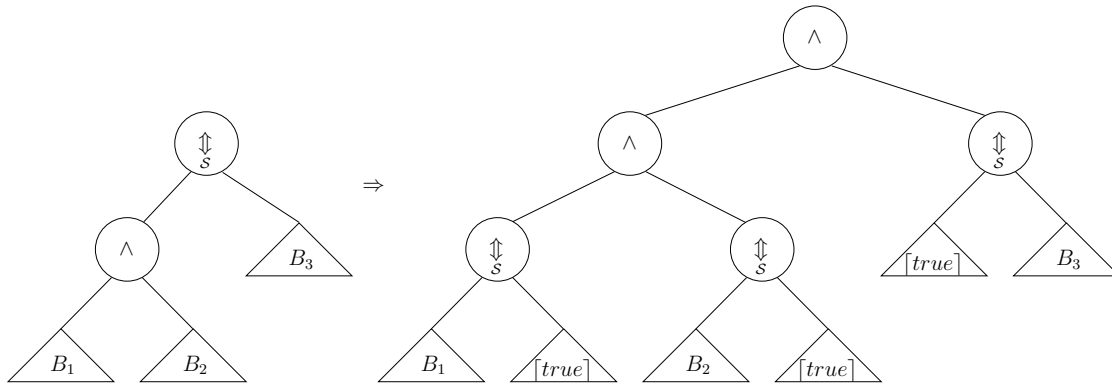 ∧
⇕ S ⇒ ∧ ⇕ S
∧ B₃ ⇕ S ⇕ S ⌈true⌉ B₃
B₁ B₂ B₁ ⌈true⌉ B₂ ⌈true⌉